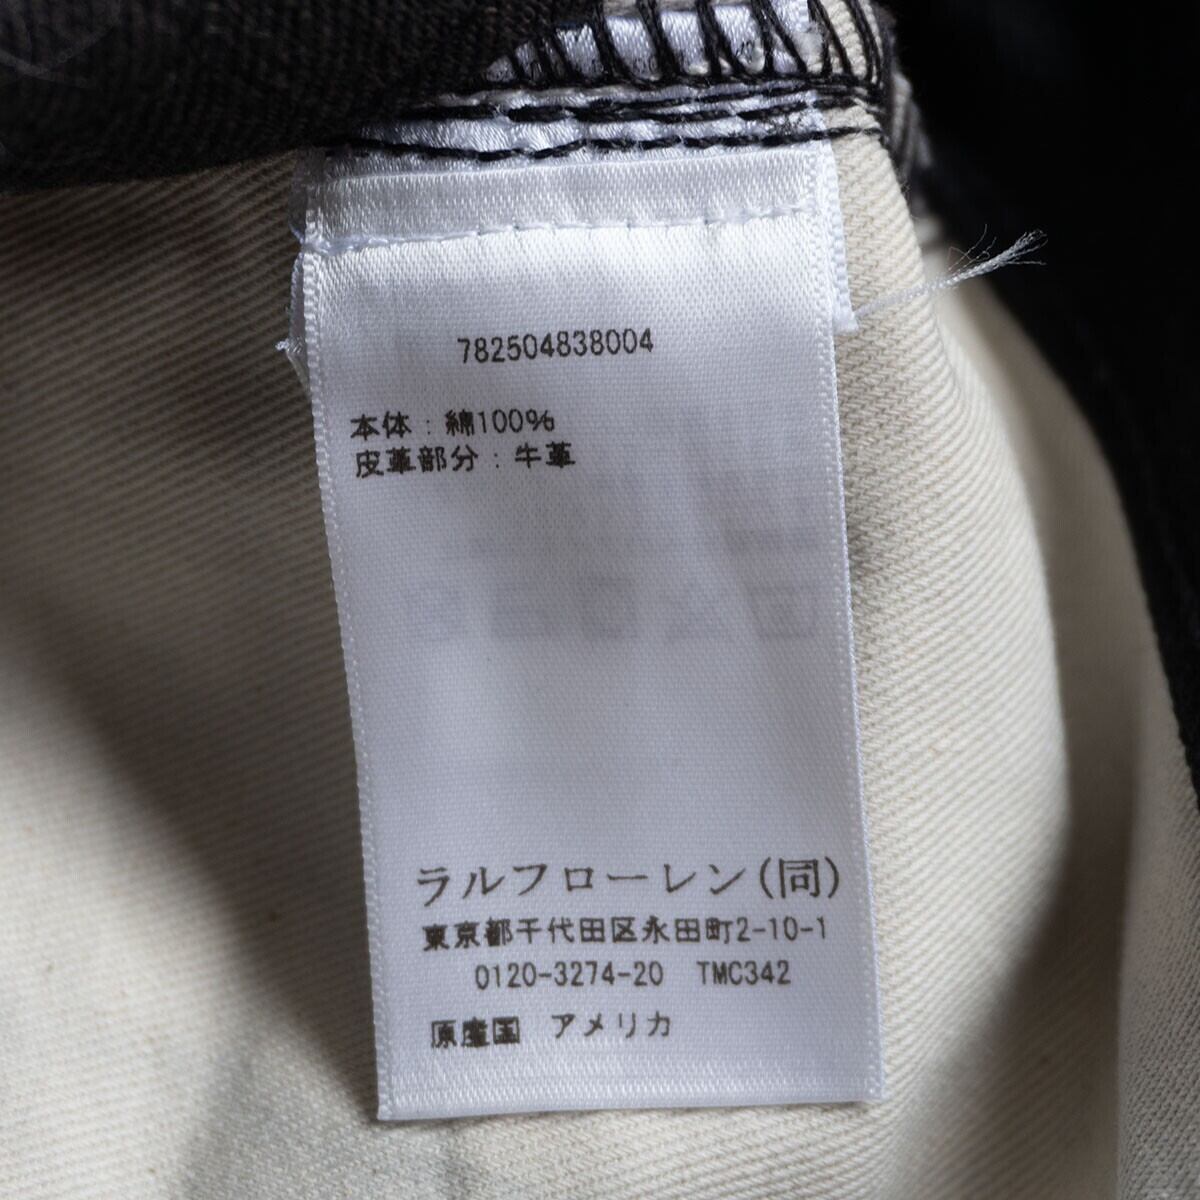 782504838004
本体:綿100%
皮革部分:牛革
ラルフローレン(同)
東京都千代田区永田町2-10-1
0120-3274-20 TMC342
原産国 アメリカ